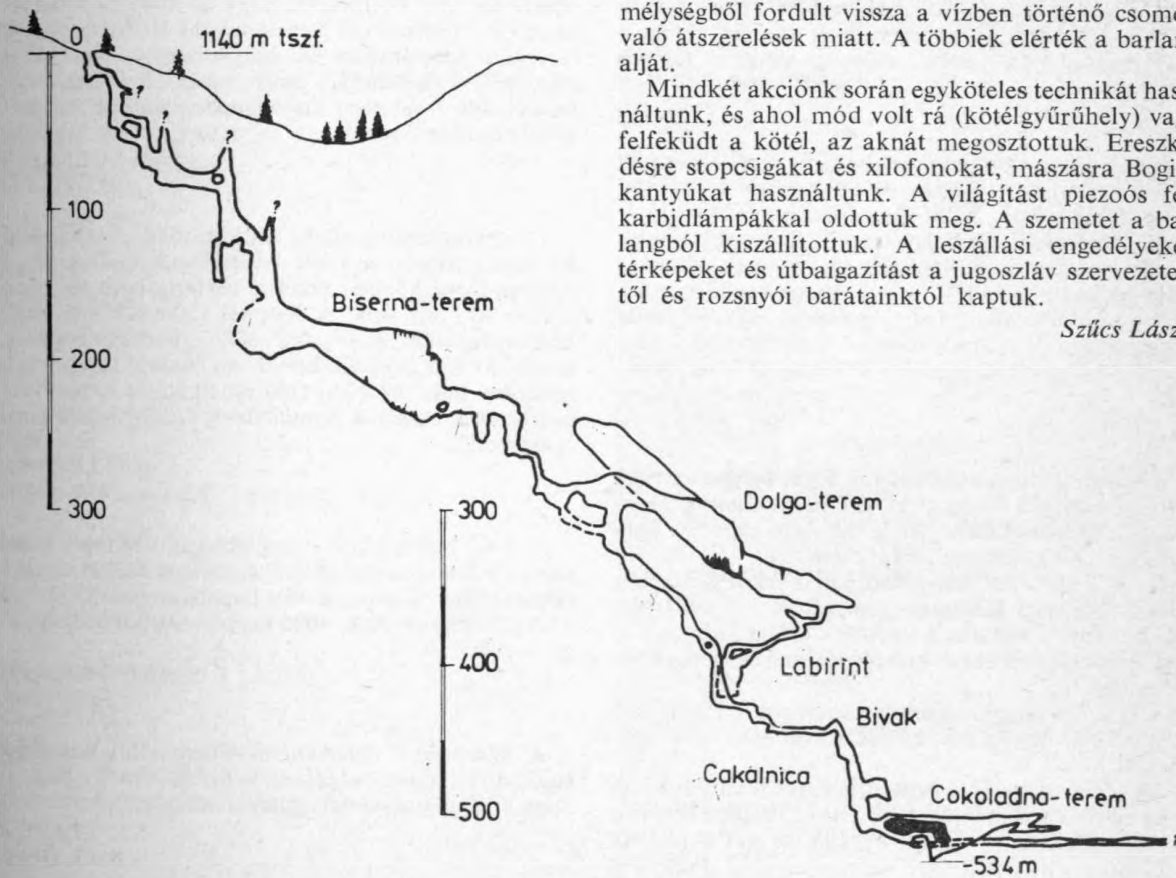 mélységből fordult vissza a vízben történő csomó
való átszerelések miatt. A többiek elérték a barlan
alját.
Mindkét akciónk során egyköteles technikát hasz
náltunk, és ahol mód volt rá (kötélgyűrűhely) va
felfeküdt a kötél, az aknát megosztottuk. Ereszk
désre stopcsigákat és xilofonokat, mászásra Bogi
kantyúkat használtunk. A világítást piezoós fe
karbidlámpákkal oldottuk meg. A szemetet a ba
langból kiszállítottuk. A leszállási engedélyeke
térképeket és útbaigazítást a jugoszláv szervezete
től és rozsnyói barátainktól kaptuk.
Szűcs Lász
0
1140 m tszf.
?
?
?
?
100
Biserna-terem
200
300
300
Dolga-terem
400
Labirint
Bivak
Cakálnica
Cokoladna-terem
500
-534 m